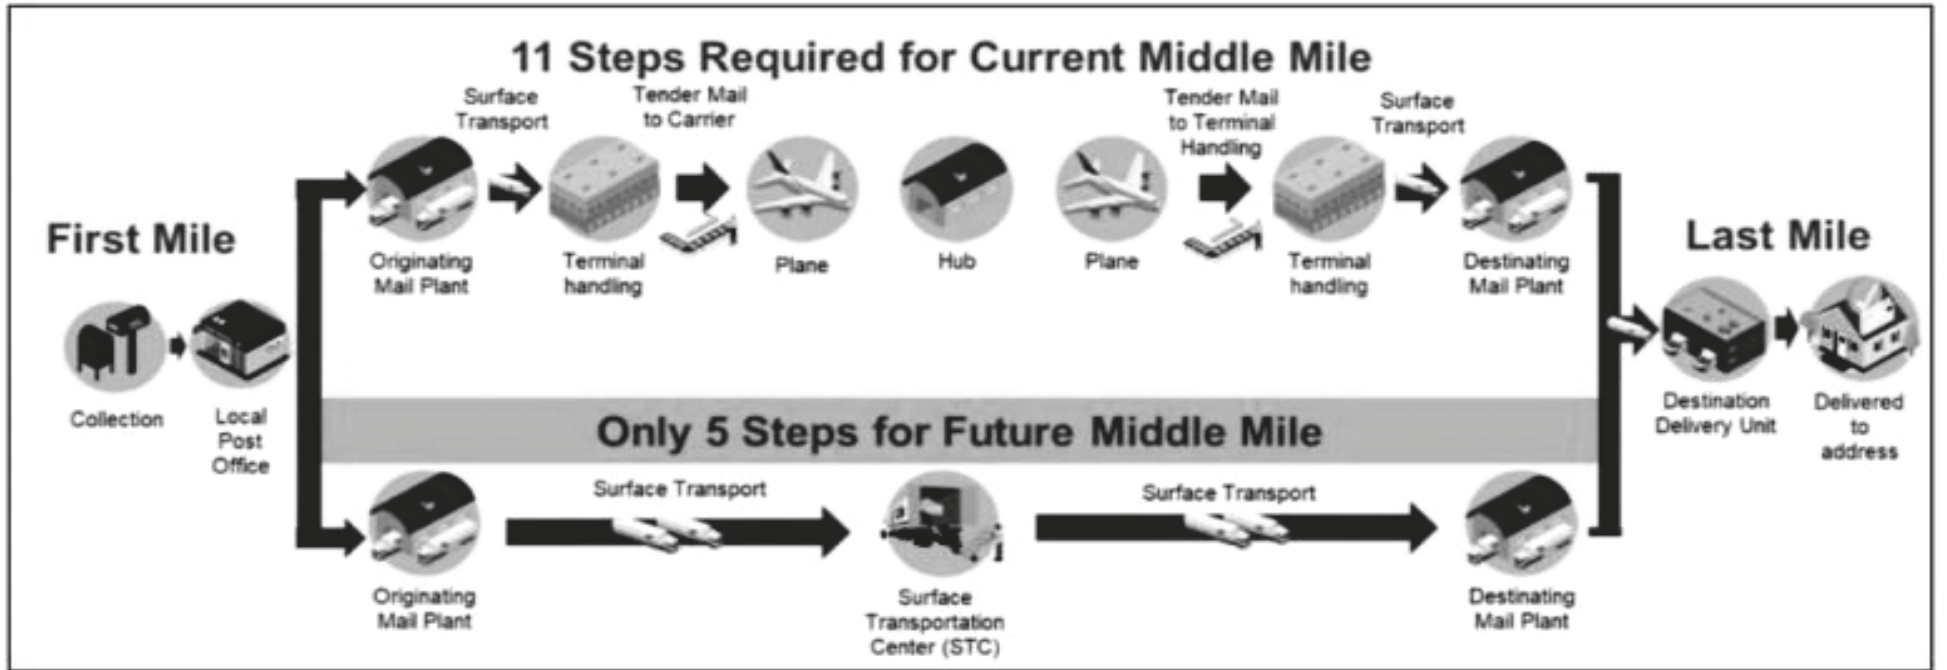 11 Steps Required for Current Middle Mile
Surface
Transport
Tender Mail
to Carrier
Tender Mail
to Terminal
Handling
Surface
Transport
First Mile
Originating
Mail Plant
Terminal
handling
Plane
Hub
Plane
Terminal
handling
Destinating
Mail Plant
Last Mile
Collection
Local
Post
Office
Destination
Delivery Unit
Delivered
to
address
Only 5 Steps for Future Middle Mile
Surface Transport
Surface Transport
Originating
Mail Plant
Surface
Transportation
Center (STC)
Destinating
Mail Plant